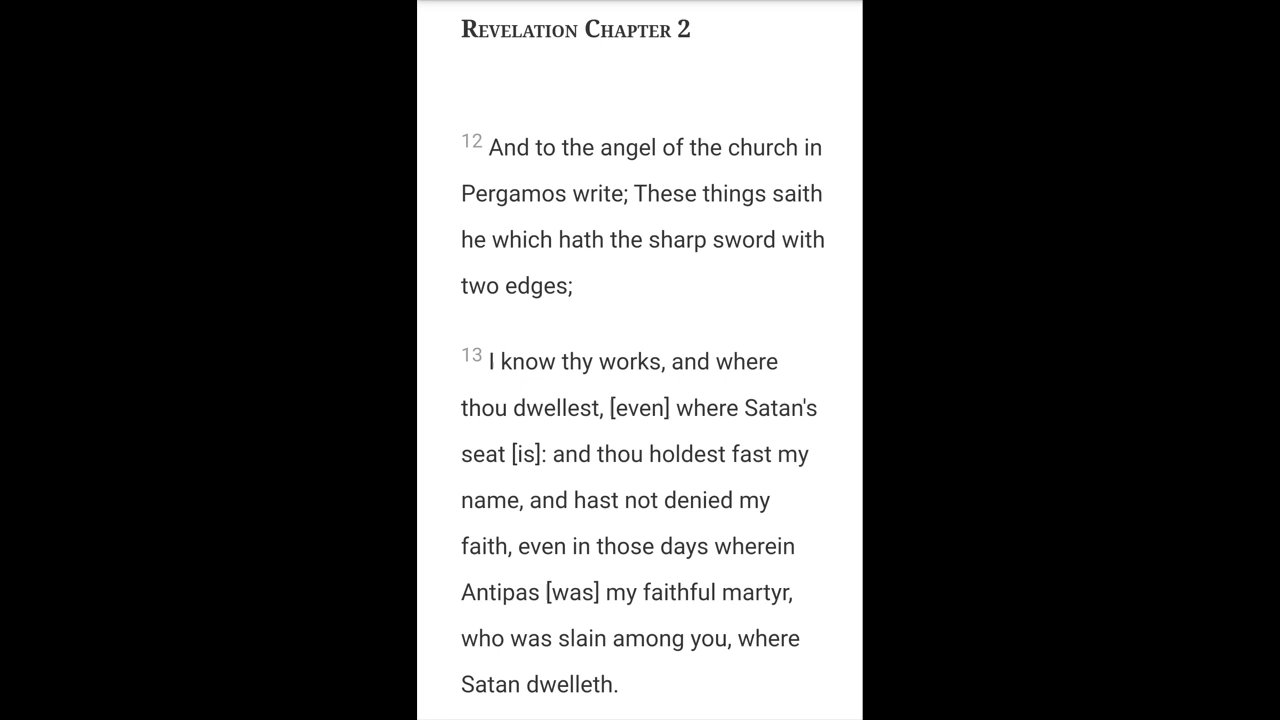 Revelation Chapter 2
12 And to the angel of the church in
Pergamos write; These things saith
he which hath the sharp sword with
two edges;
13 I know thy works, and where
thou dwellest, [even] where Satan's
seat [is]: and thou holdest fast my
name, and hast not denied my
faith, even in those days wherein
Antipas [was] my faithful martyr,
who was slain among you, where
Satan dwelleth.